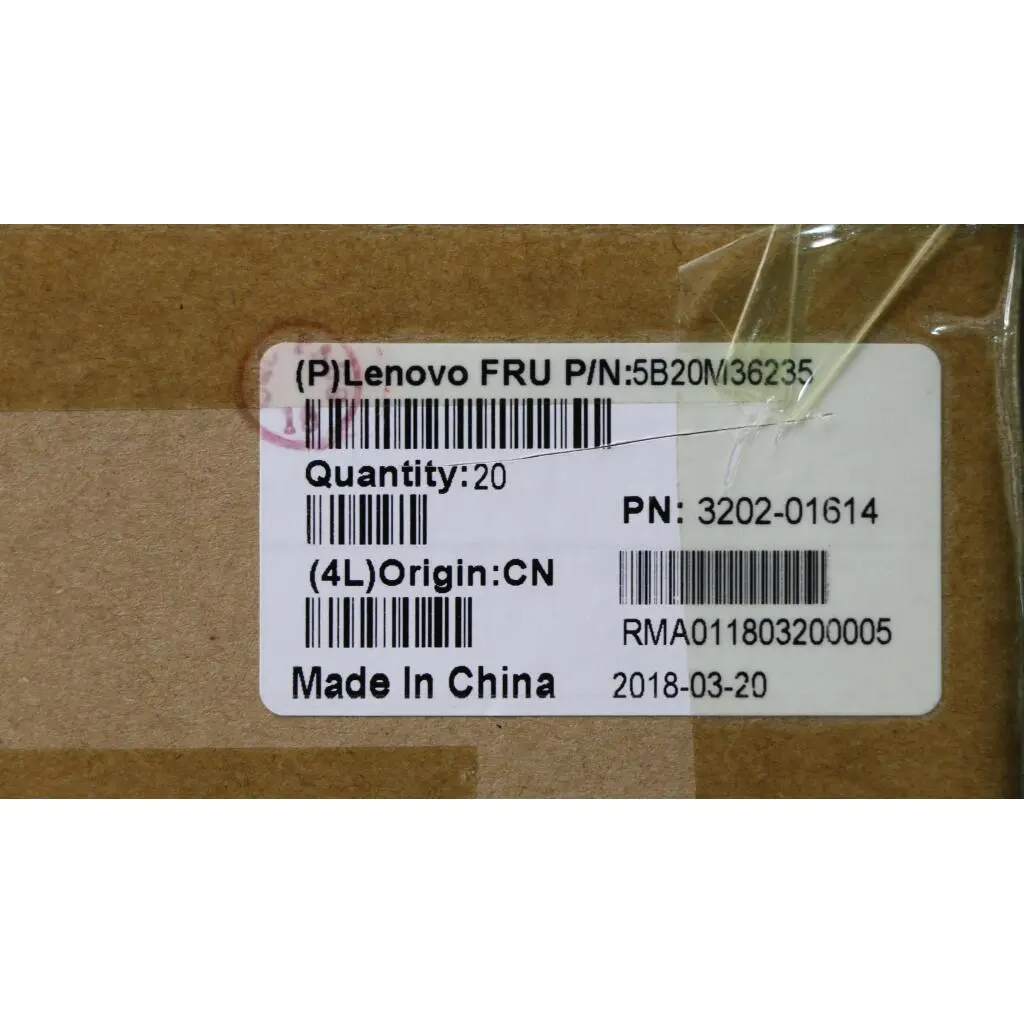 (P)Lenovo FRU P/N:5B20M36235
Quantity:20
PN: 3202-01614
(4L)Origin:CN
RMA011803200005
Made In China
2018-03-20